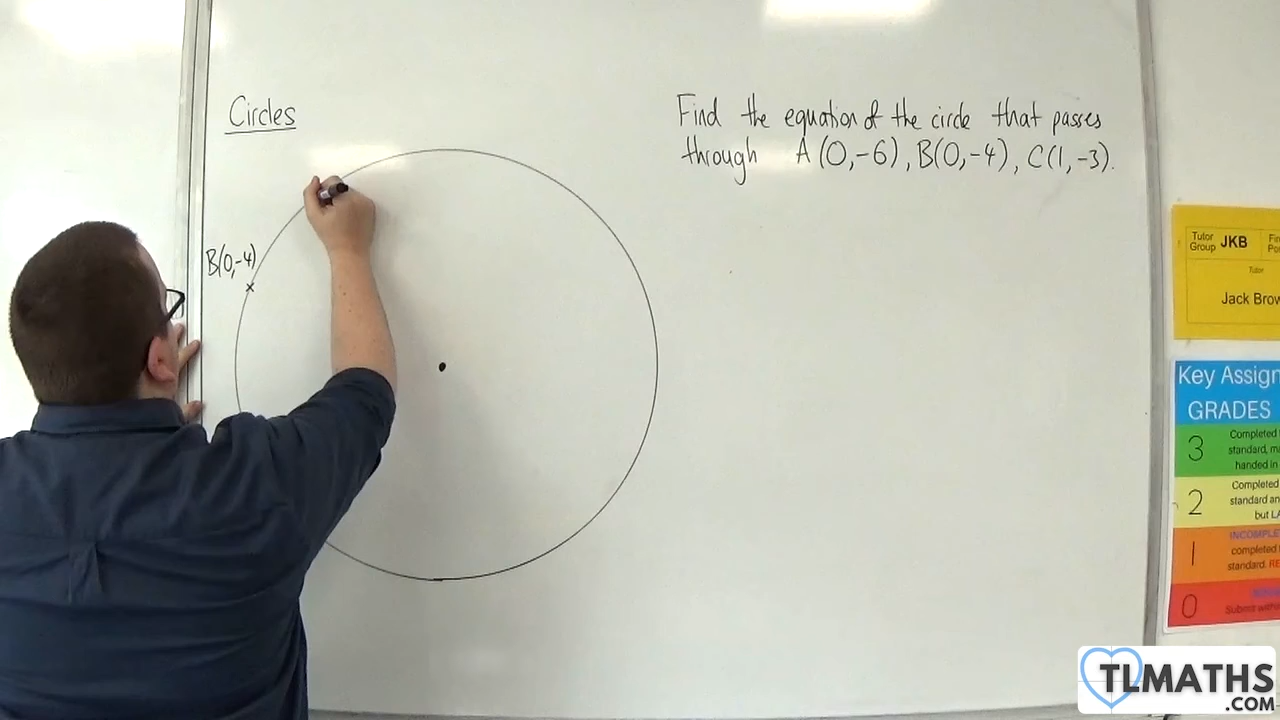 Circles
Find the equation of the circle that passes
through A(0,-6), B(0,-4), C(1,-3).
B(0,-4)
Tutor
Group JKB
Tutor
Jack Brow
Key Assign
GRADES
3 Completed
standard,
handed in
2 Completed
standard an
but LA
1 INCOMPLE
completed
standard. RE
0
Submit with
TLMATHS
.COM